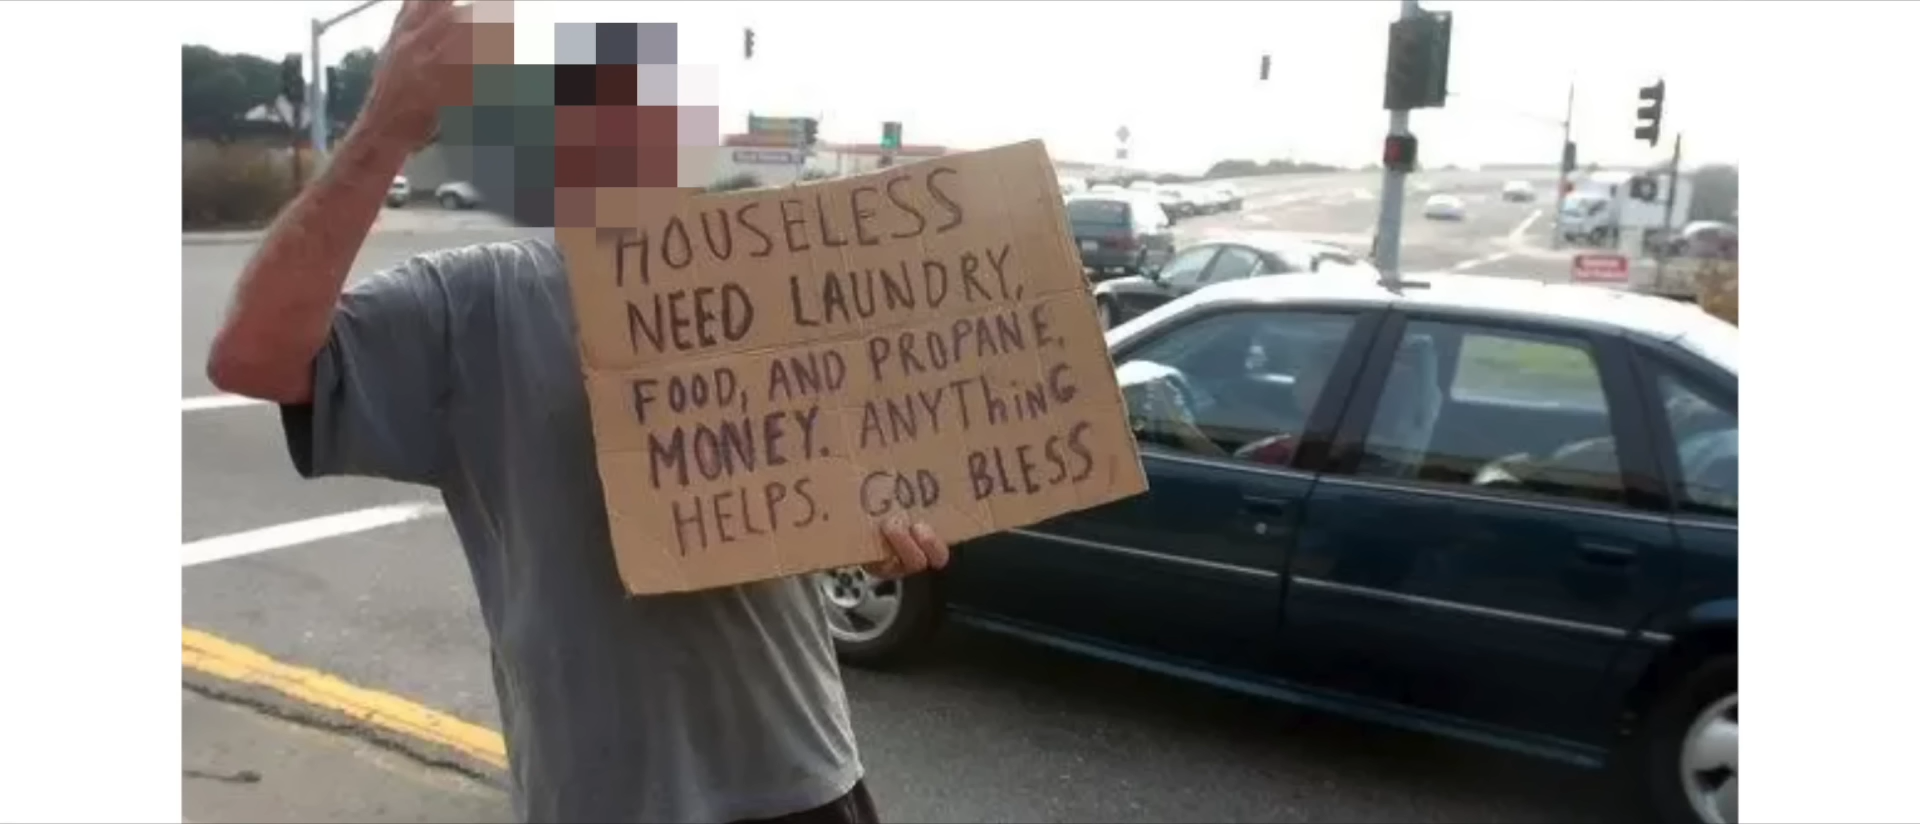 HOUSELESS
NEED LAUNDRY,
FOOD, AND PROPANE,
MONEY. ANYThiNG
HELPS. GOD BLESS